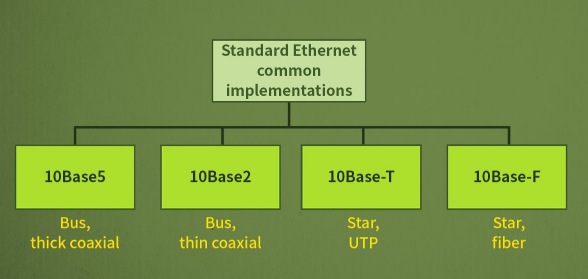 Standard Ethernet
common
implementations
10Base5
10Base2
10Base-T
10Base-F
Bus,
thick coaxial
Bus,
thin coaxial
Star,
UTP
Star,
fiber